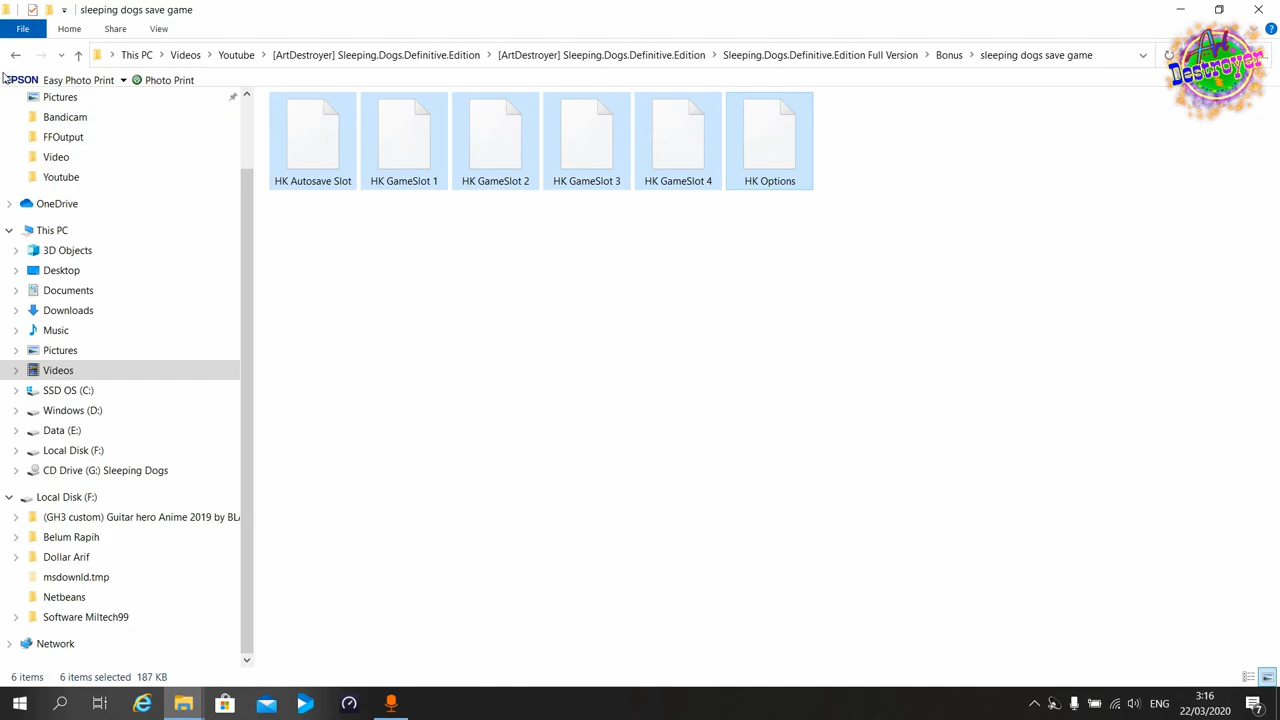 sleeping dogs save game
File Home Share View
This PC Videos Youtube [ArtDestroyer] Sleeping.Dogs.Definitive.Edition [ArtDestroyer] Sleeping.Dogs.Definitive.Edition Sleeping.Dogs.Definitive.Edition Full Version Bonus sleeping dogs save game
EPSON Easy Photo Print Photo Print
Art Destroyer
Pictures
Bandicam
FFOutput
Video
Youtube
OneDrive
This PC
3D Objects
Desktop
Documents
Downloads
Music
Pictures
Videos
SSD OS (C:)
Windows (D:)
Data (E:)
Local Disk (F:)
CD Drive (G:) Sleeping Dogs
Local Disk (F:)
(GH3 custom) Guitar hero Anime 2019 by BL
Belum Rapih
Dollar Arif
msdownld.tmp
Netbeans
Software Miltech99
Network
HK Autosave Slot HK GameSlot 1 HK GameSlot 2 HK GameSlot 3 HK GameSlot 4 HK Options
6 items 6 items selected 187 KB
ENG 3:16
22/03/2020 7